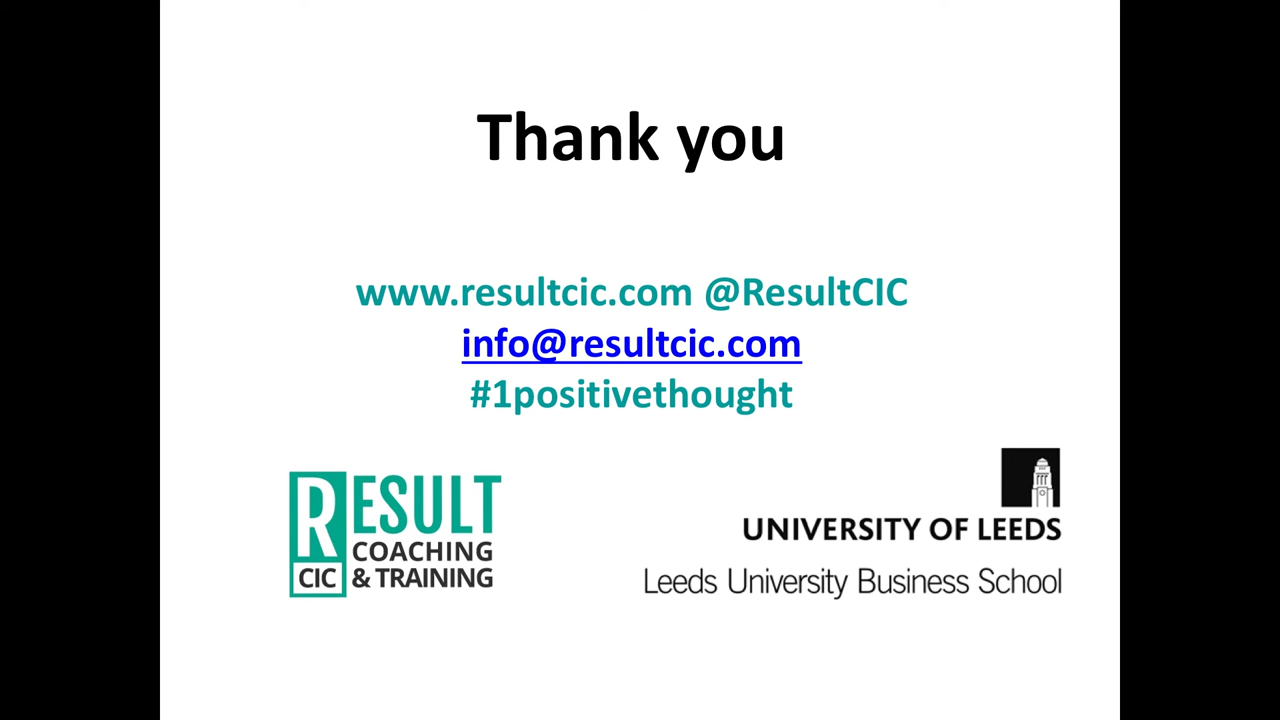 Thank you
www.resultcic.com @ResultCIC
info@resultcic.com
#1positivethought
RESULT
COACHING
CIC & TRAINING
UNIVERSITY OF LEEDS
Leeds University Business School